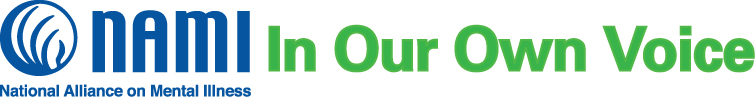 NAMI In Our Own Voice
National Alliance on Mental Illness